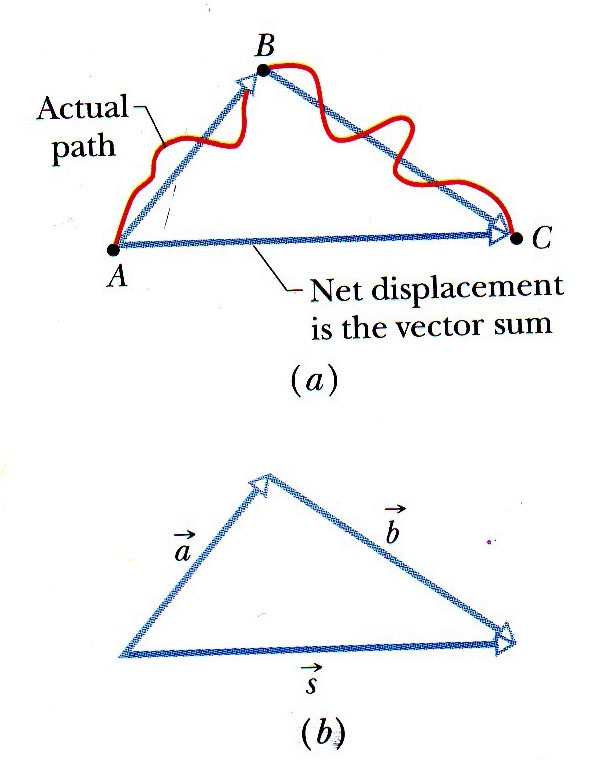 B
Actual
path
A
C
Net displacement
is the vector sum
(a)
a⃗
b⃗
s⃗
(b)